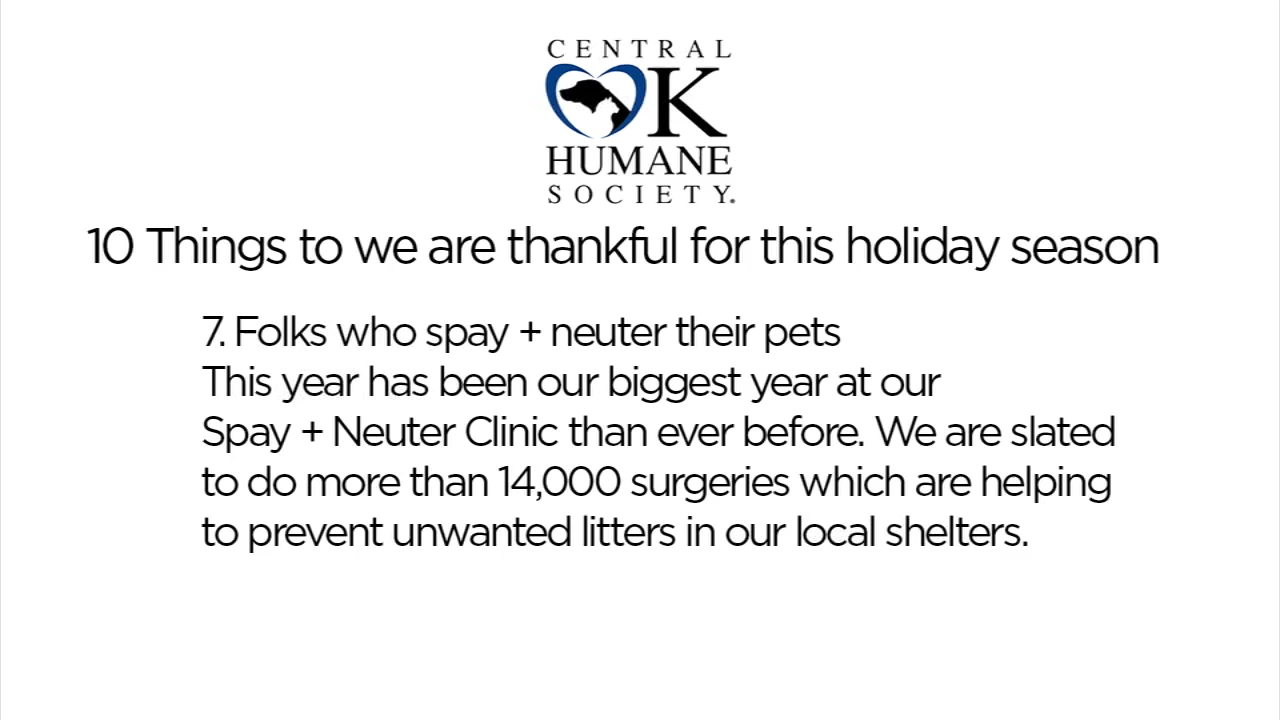 CENTRAL
OK
HUMANE
SOCIETY®
10 Things to we are thankful for this holiday season
7. Folks who spay + neuter their pets
This year has been our biggest year at our
Spay + Neuter Clinic than ever before. We are slated
to do more than 14,000 surgeries which are helping
to prevent unwanted litters in our local shelters.